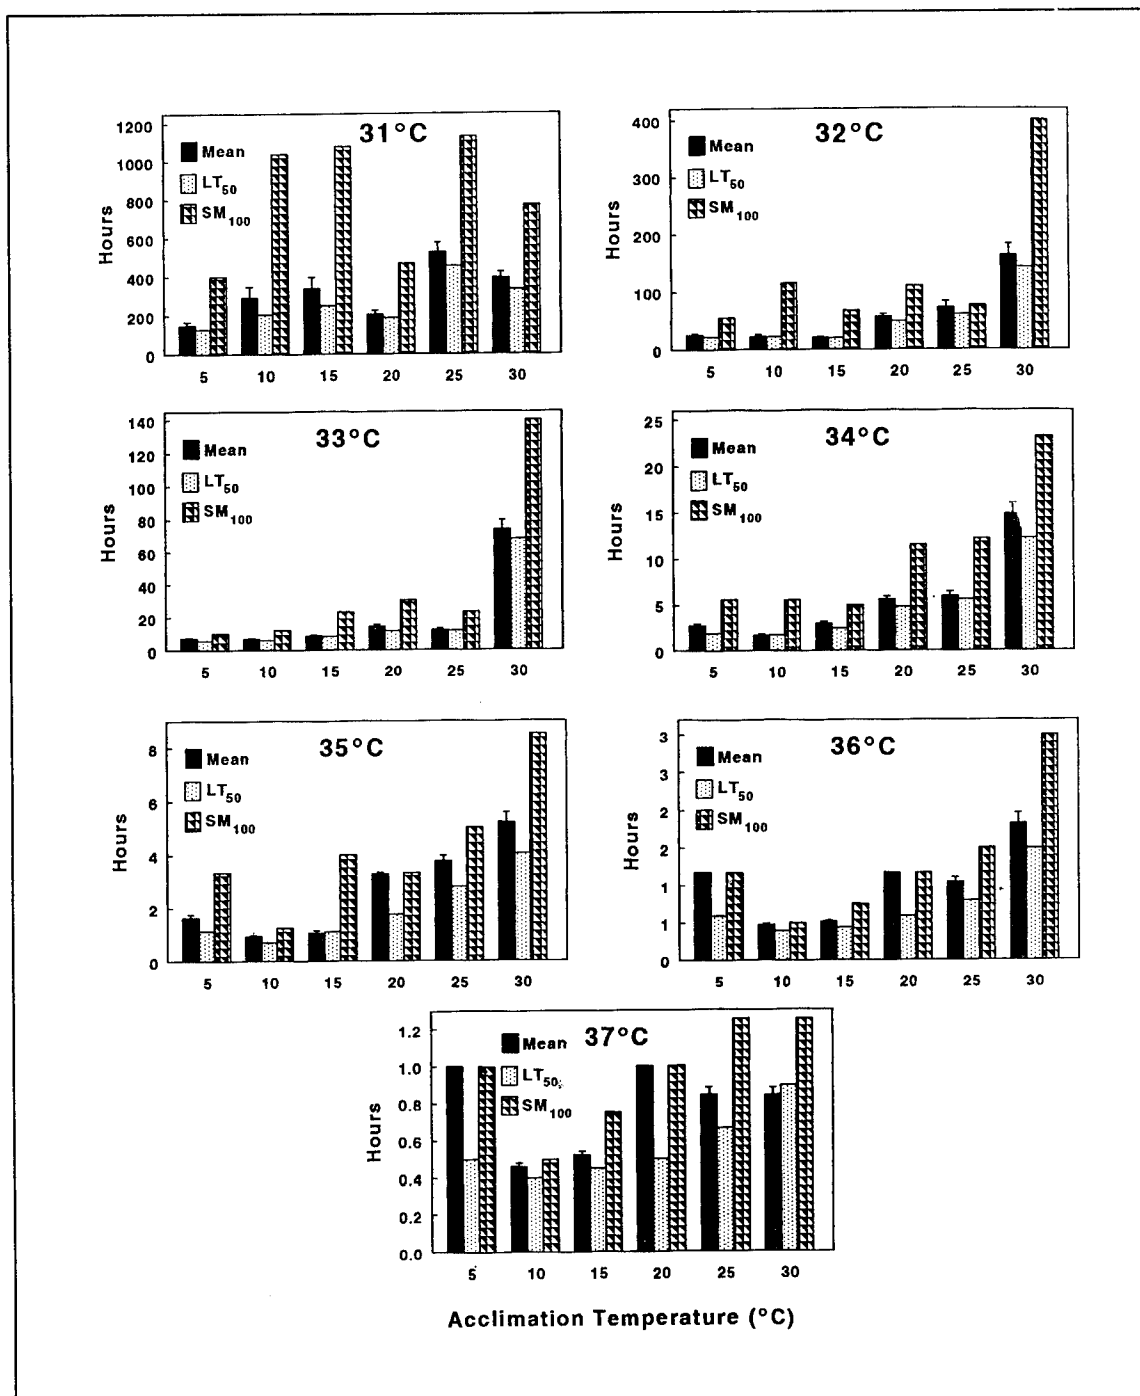 31°C
1200
1000
800
600
400
200
0
Hours
Mean
LT50
SM100
5 10 15 20 25 30
32°C
400
300
200
100
0
Hours
Mean
LT50
SM100
5 10 15 20 25 30
33°C
140
120
100
80
60
40
20
0
Hours
Mean
LT50
SM100
5 10 15 20 25 30
34°C
25
20
15
10
5
0
Hours
Mean
LT50
SM100
5 10 15 20 25 30
35°C
8
6
4
2
0
Hours
Mean
LT50
SM100
5 10 15 20 25 30
36°C
3
3
2
2
1
1
0
Hours
Mean
LT50
SM100
5 10 15 20 25 30
37°C
1.2
1.0
0.8
0.6
0.4
0.2
0.0
Hours
Mean
LT50
SM100
5 10 15 20 25 30
Acclimation Temperature (°C)